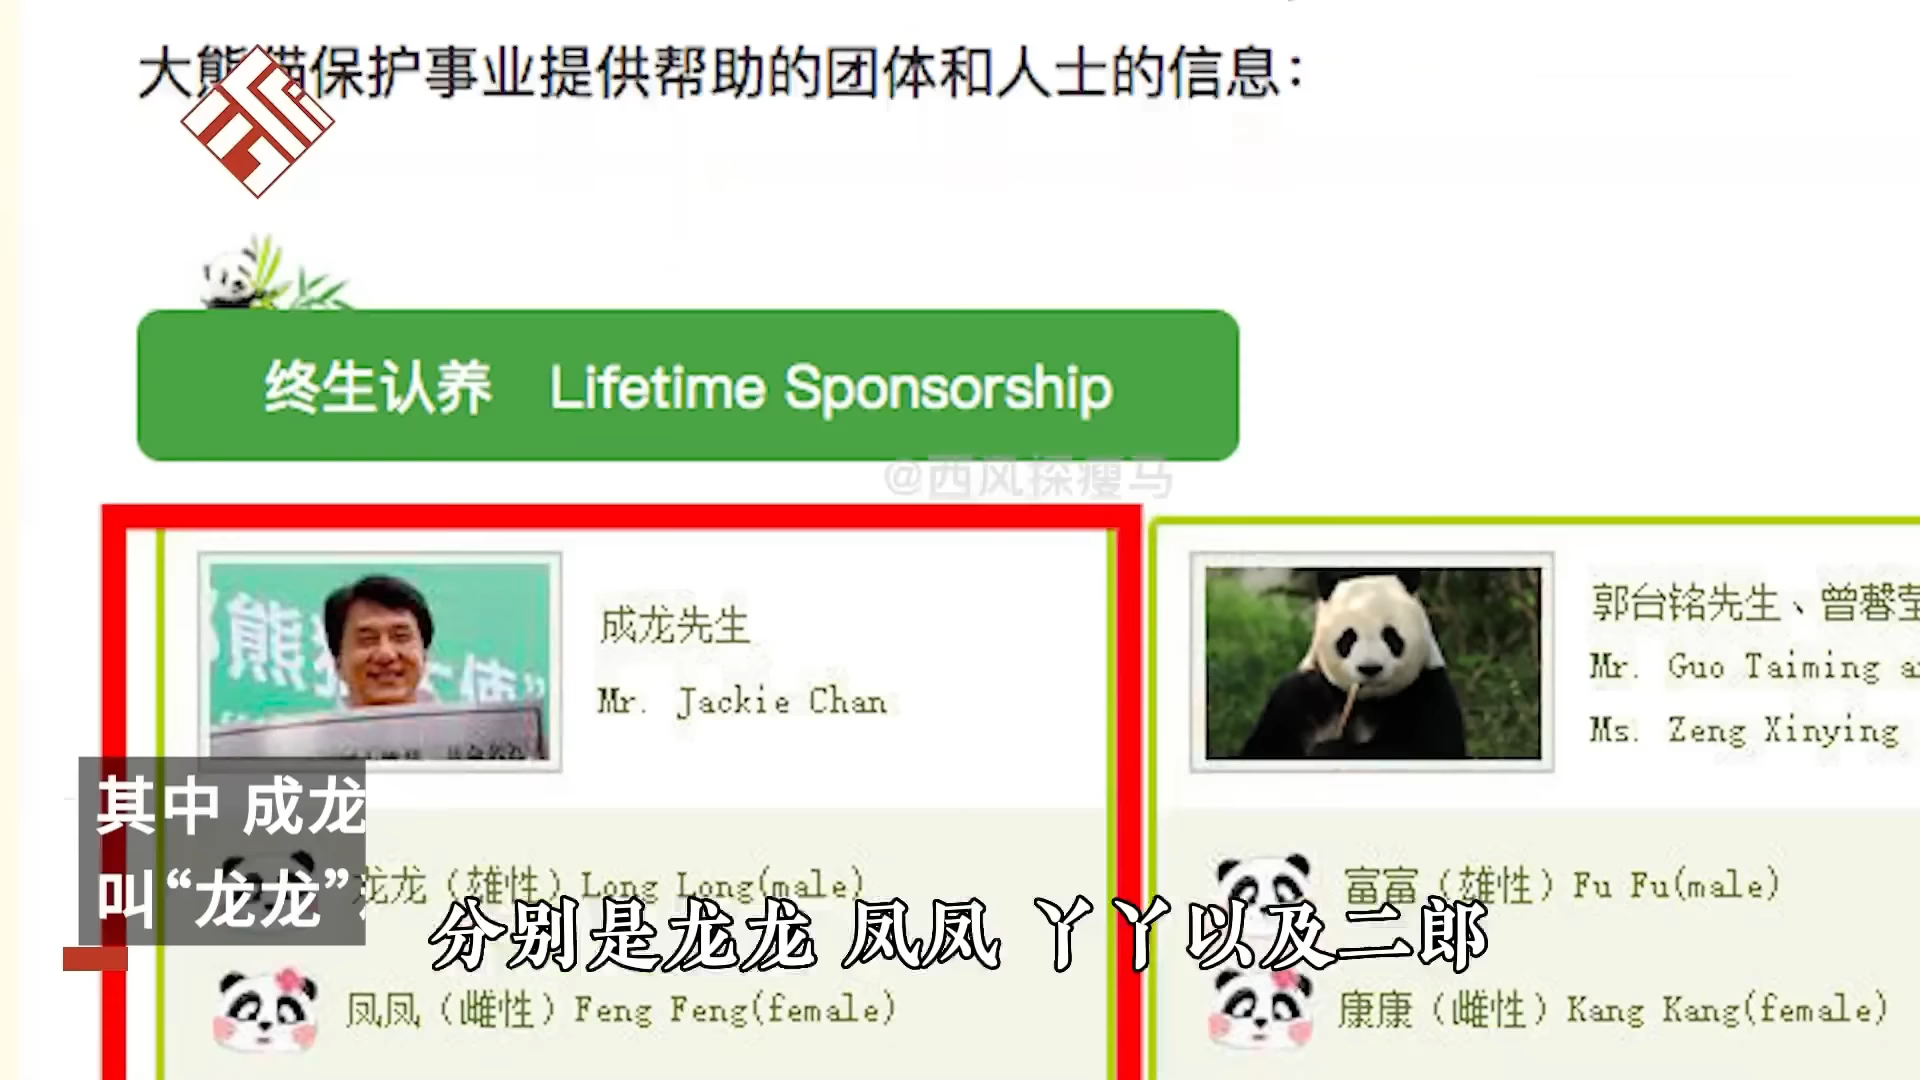 大熊猫保护事业提供帮助的团体和人士的信息：
终生认养 Lifetime Sponsorship
@西风探瘦马
成龙先生
Mr. Jackie Chan
郭台铭先生、曾馨莹
Mr. Guo Taiming
Ms. Zeng Xinying
其中 成龙
叫“龙龙”
龙龙（雄性）Long Long(male)
富富（雄性）Fu Fu(male)
分别是龙龙 凤凤 丫丫以及二郎
凤凤（雌性）Feng Feng(female)
康康（雌性）Kang Kang(female)